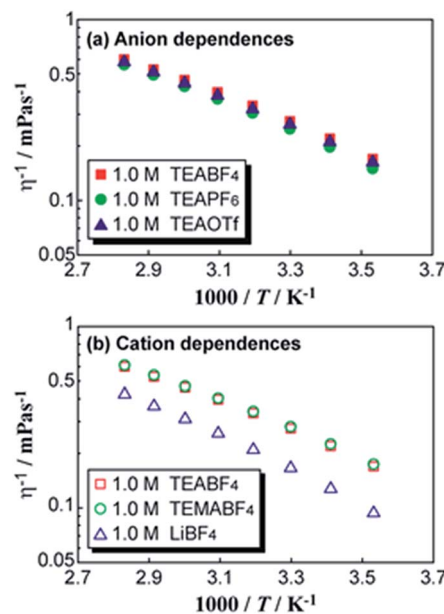 (a) Anion dependences
η⁻¹ / mPas⁻¹
1
0.5
0.1
0.05
1.0 M TEABF₄
1.0 M TEAPF₆
1.0 M TEAOTf
2.7 2.9 3.1 3.3 3.5 3.7
1000 / T / K⁻¹
(b) Cation dependences
η⁻¹ / mPas⁻¹
1
0.5
0.1
0.05
1.0 M TEABF₄
1.0 M TEMABF₄
1.0 M LiBF₄
2.7 2.9 3.1 3.3 3.5 3.7
1000 / T / K⁻¹